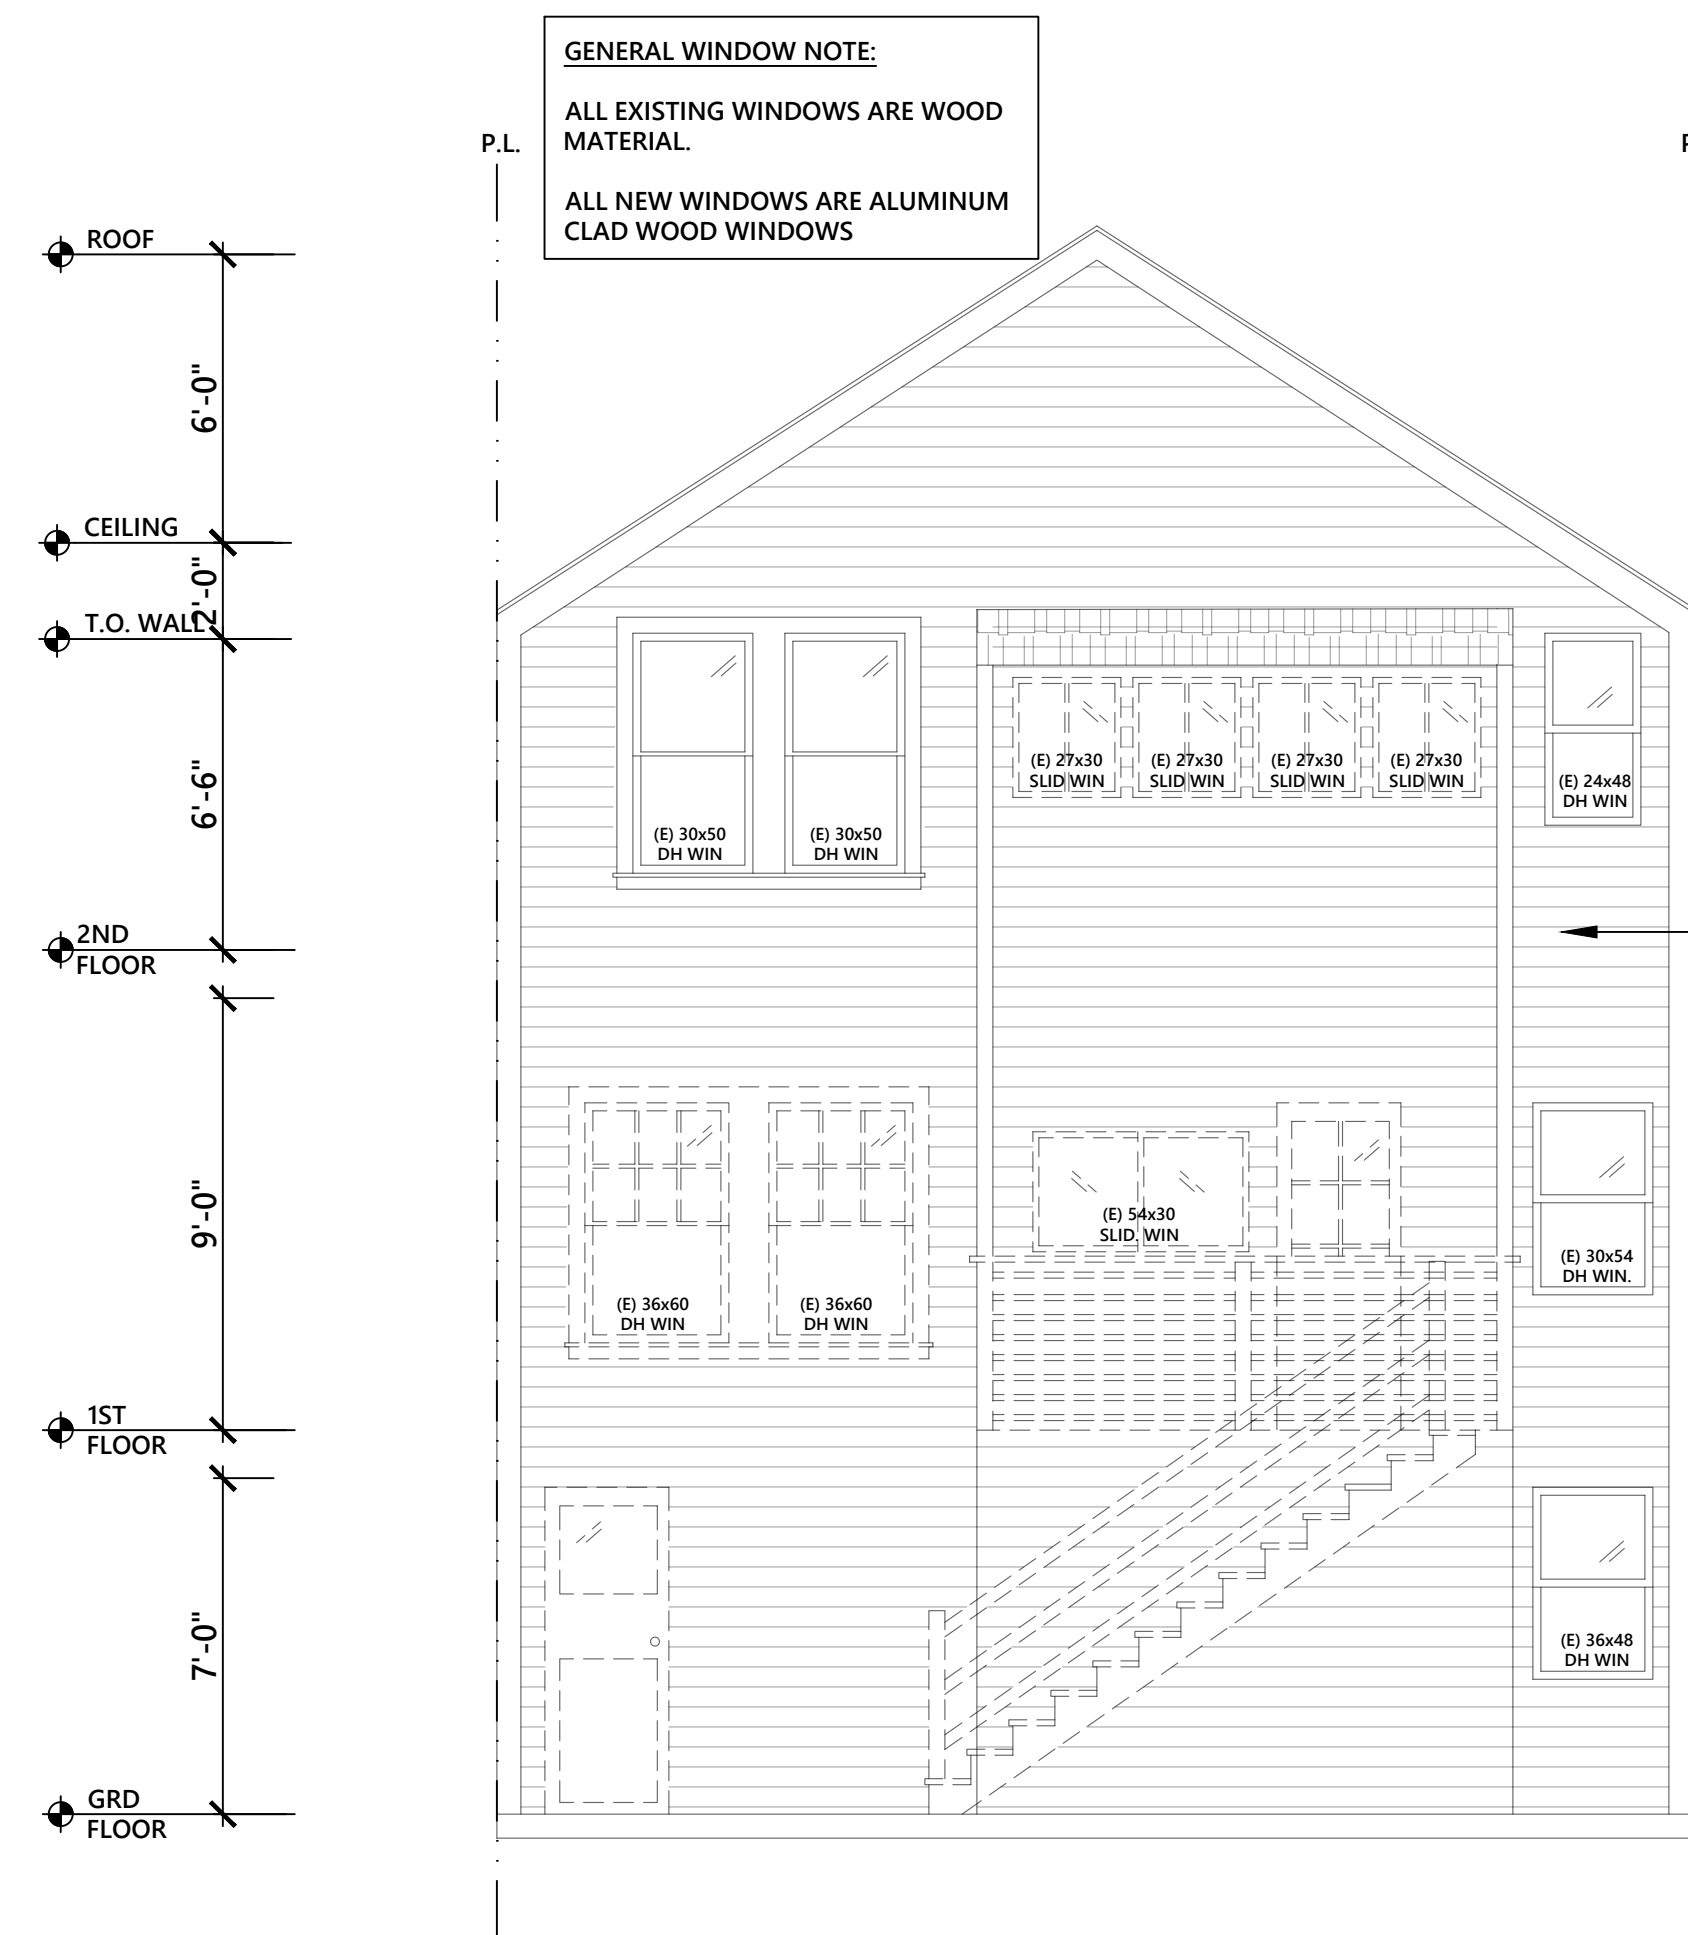 GENERAL WINDOW NOTE:
ALL EXISTING WINDOWS ARE WOOD
MATERIAL.
ALL NEW WINDOWS ARE ALUMINUM
CLAD WOOD WINDOWS
P.L.
ROOF
6'-0"
CEILING
2'-0"
T.O. WALL
6'-6"
2ND
FLOOR
9'-0"
1ST
FLOOR
7'-0"
GRD
FLOOR
(E) 30x50
DH WIN
(E) 30x50
DH WIN
(E) 27x30
SLID WIN
(E) 27x30
SLID WIN
(E) 27x30
SLID WIN
(E) 27x30
SLID WIN
(E) 24x48
DH WIN
(E) 36x60
DH WIN
(E) 36x60
DH WIN
(E) 54x30
SLID. WIN
(E) 30x54
DH WIN.
(E) 36x48
DH WIN